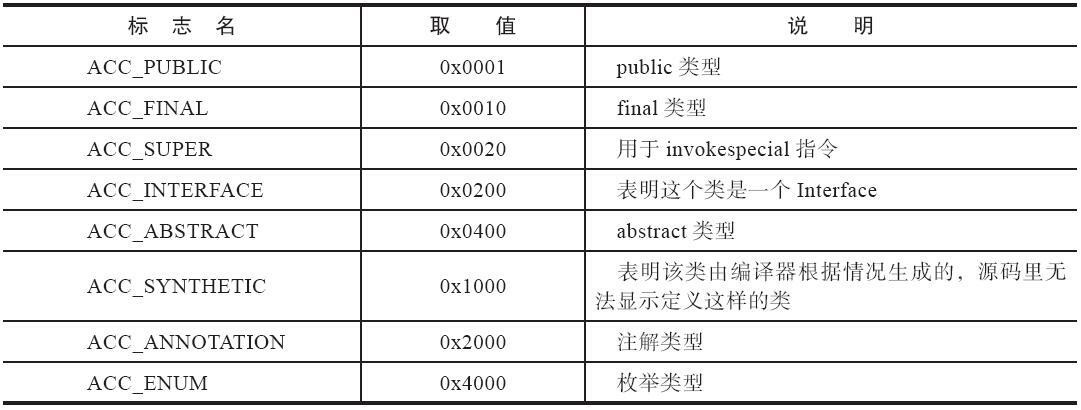 标 志 名 取 值 说 明
ACC_PUBLIC 0x0001 public 类型
ACC_FINAL 0x0010 final 类型
ACC_SUPER 0x0020 用于 invokespecial 指令
ACC_INTERFACE 0x0200 表明这个类是一个 Interface
ACC_ABSTRACT 0x0400 abstract 类型
ACC_SYNTHETIC 0x1000 表明该类由编译器根据情况生成的，源码里无
法显示定义这样的类
ACC_ANNOTATION 0x2000 注解类型
ACC_ENUM 0x4000 枚举类型